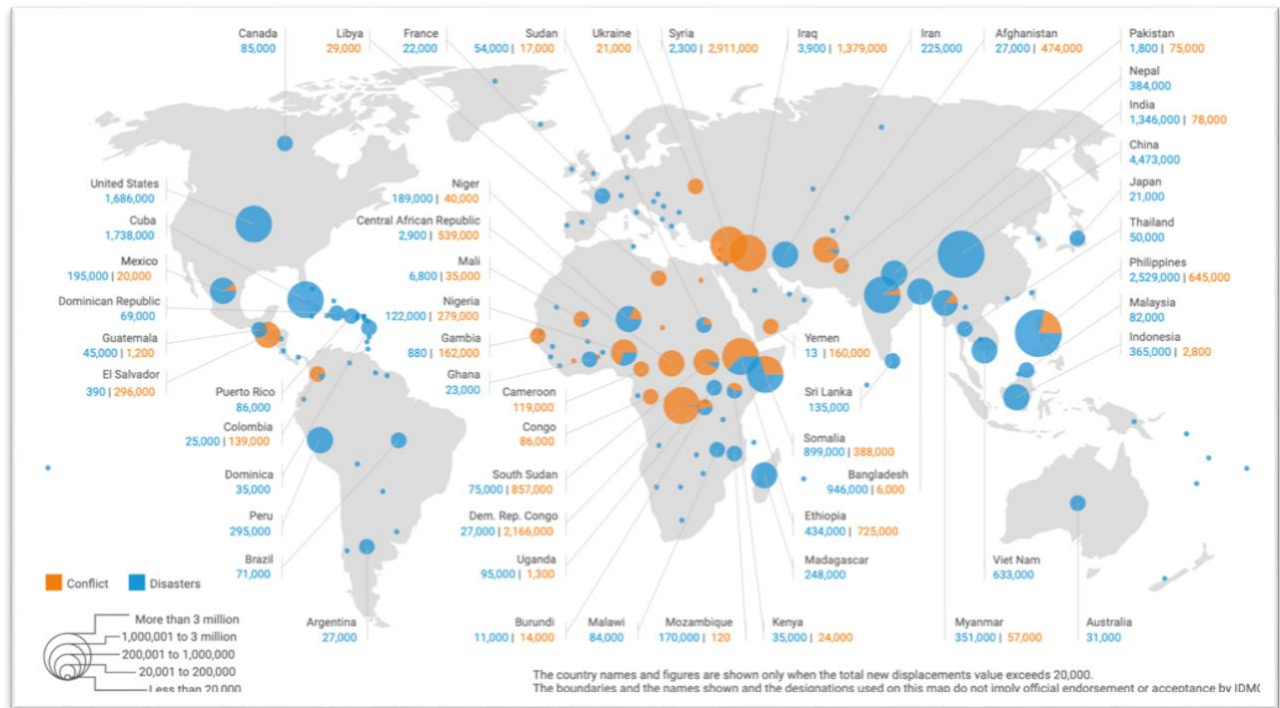 Canada
85,000
Libya
29,000
France
22,000
Sudan
54,000 | 17,000
Ukraine
21,000
Syria
2,300 | 2,911,000
Iraq
3,900 | 1,379,000
Iran
225,000
Afghanistan
27,000 | 474,000
Pakistan
1,800 | 75,000
Nepal
384,000
India
1,346,000 | 78,000
China
4,473,000
Japan
21,000
Thailand
50,000
Philippines
2,529,000 | 645,000
Malaysia
82,000
Indonesia
365,000 | 2,800
United States
1,686,000
Cuba
1,738,000
Mexico
195,000 | 20,000
Dominican Republic
69,000
Guatemala
45,000 | 1,200
El Salvador
390 | 296,000
Puerto Rico
86,000
Colombia
25,000 | 139,000
Dominica
35,000
Peru
295,000
Brazil
71,000
Argentina
27,000
Niger
189,000 | 40,000
Central African Republic
2,900 | 539,000
Mali
6,800 | 35,000
Nigeria
122,000 | 279,000
Gambia
880 | 162,000
Ghana
23,000
Cameroon
119,000
Congo
86,000
South Sudan
75,000 | 857,000
Dem. Rep. Congo
27,000 | 2,166,000
Uganda
95,000 | 1,300
Burundi
11,000 | 14,000
Malawi
84,000
Mozambique
170,000 | 120
Kenya
35,000 | 24,000
Yemen
13 | 160,000
Sri Lanka
135,000
Somalia
899,000 | 388,000
Bangladesh
946,000 | 6,000
Ethiopia
434,000 | 725,000
Madagascar
248,000
Viet Nam
633,000
Myanmar
351,000 | 57,000
Australia
31,000
Conflict
Disasters
More than 3 million
1,000,001 to 3 million
200,001 to 1,000,000
20,001 to 200,000
Less than 20,000
The country names and figures are shown only when the total new displacements value exceeds 20,000.
The boundaries and the names shown and the designations used on this map do not imply official endorsement or acceptance by IDMC